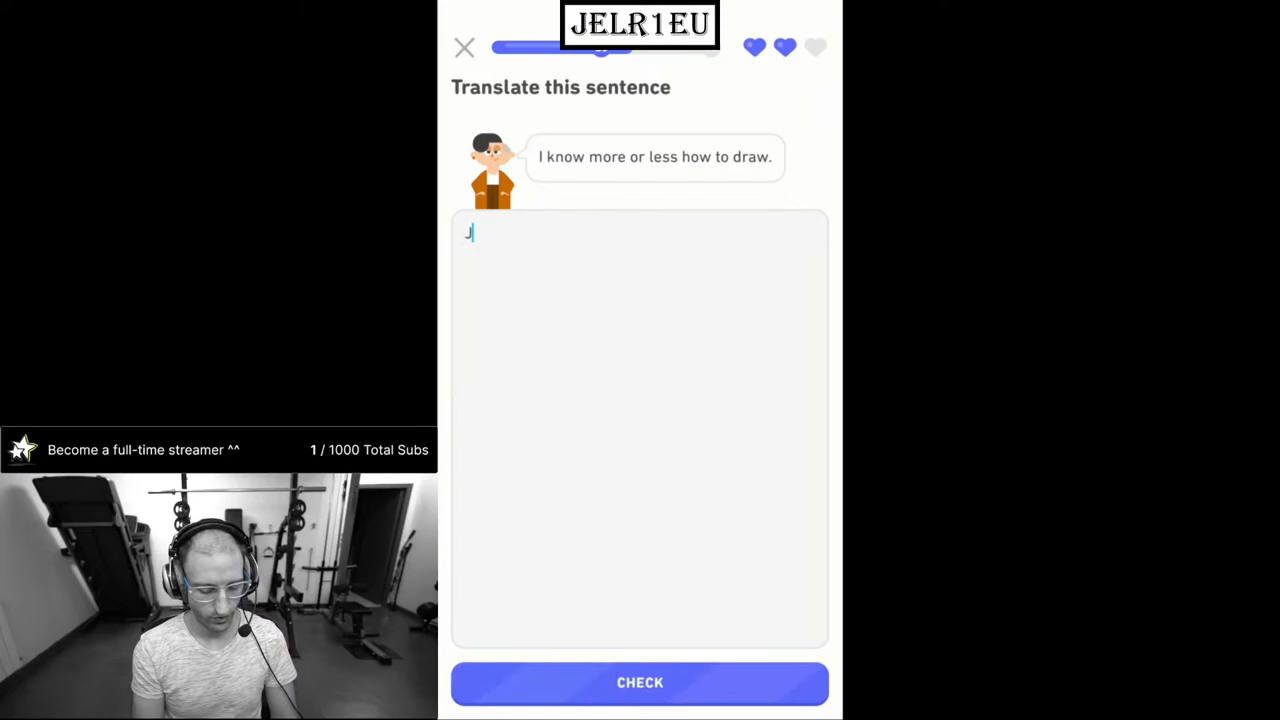 JELR1EU
Translate this sentence
I know more or less how to draw.
J
CHECK
Become a full-time streamer ^^ 1 / 1000 Total Subs